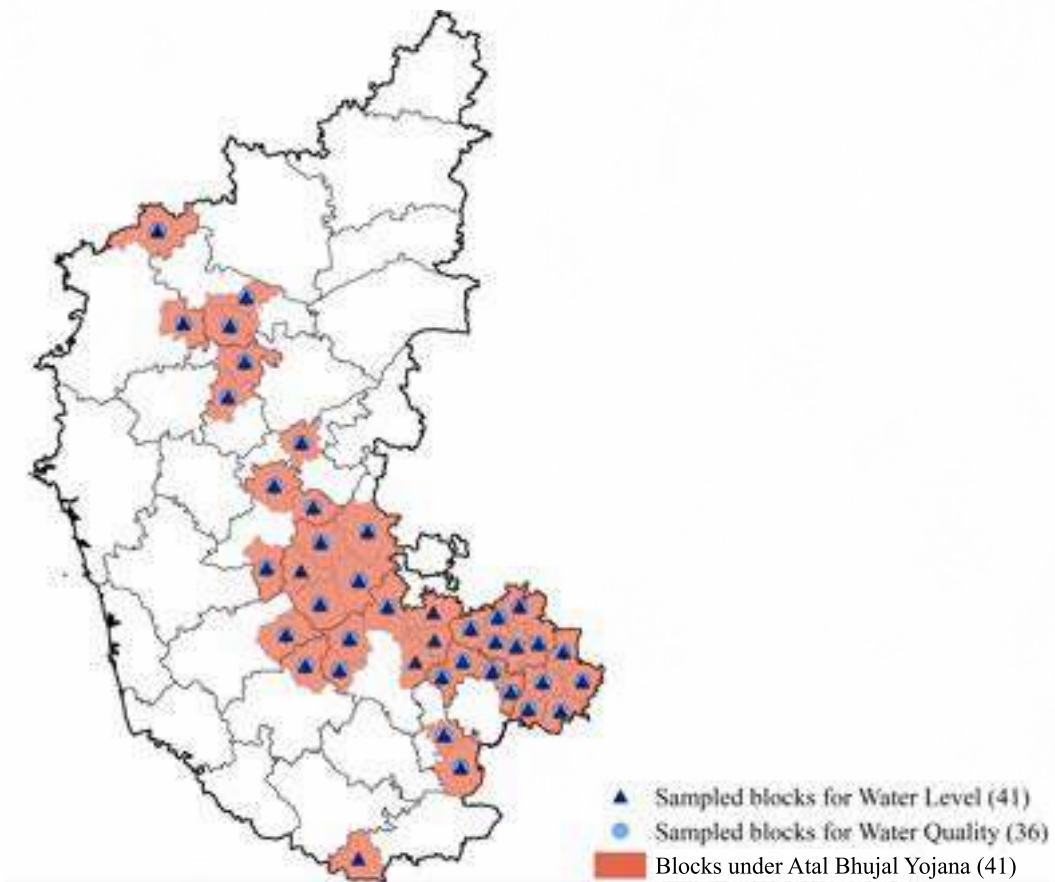 Sampled blocks for Water Level (41)
Sampled blocks for Water Quality (36)
Blocks under Atal Bhujal Yojana (41)